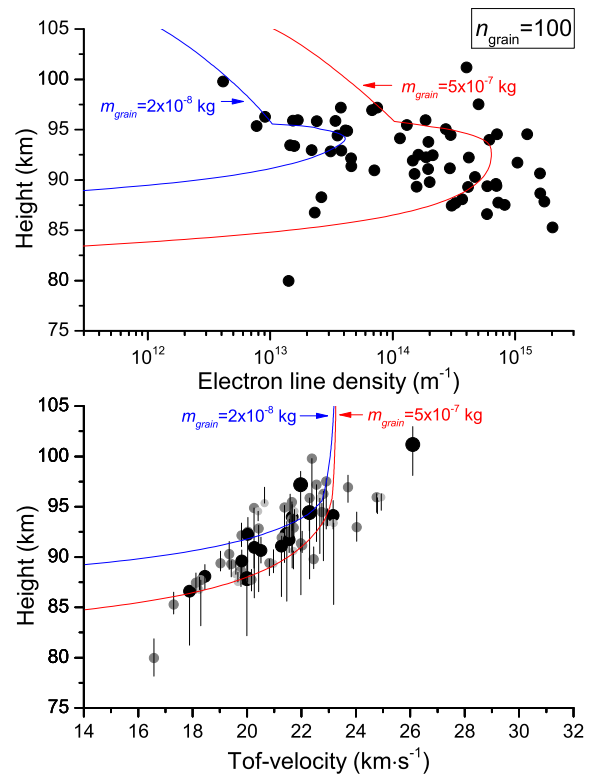 n_grain=100
105
100
95
90
85
80
75
Height (km)
m_grain=2x10^-8 kg
m_grain=5x10^-7 kg
10^12
10^13
10^14
10^15
Electron line density (m^-1)
105
100
95
90
85
80
75
Height (km)
m_grain=2x10^-8 kg
m_grain=5x10^-7 kg
14 16 18 20 22 24 26 28 30 32
Tof-velocity (km·s^-1)